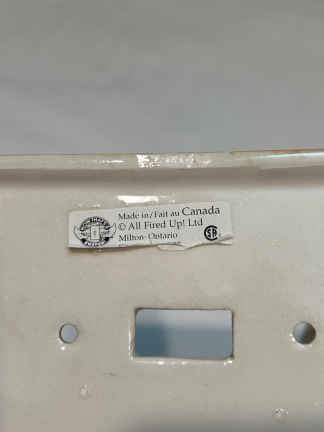 Made in/Fait au Canada
© All Fired Up! Ltd
Milton- Ontario